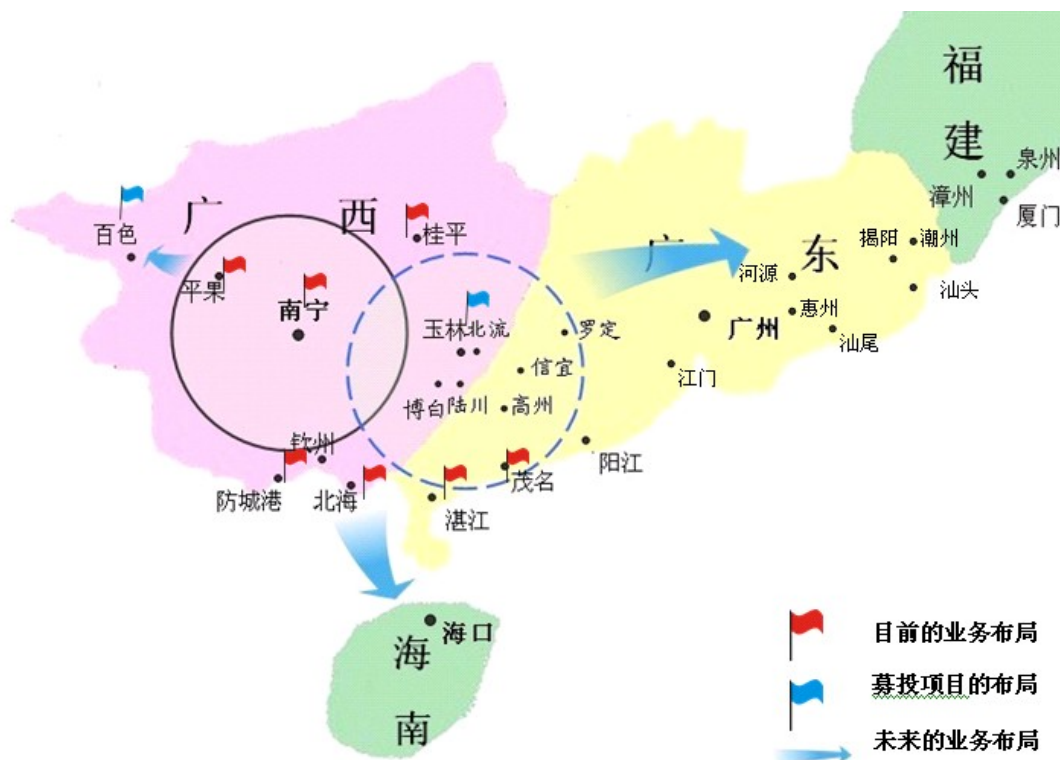 福
建
泉州
漳州
厦门
广 西
百色
桂平
平果
南宁
广 东
揭阳
潮州
河源
汕头
惠州
广州
汕尾
玉林
北流
罗定
信宜
江门
博白
陆川
高州
钦州
阳江
防城港
北海
茂名
湛江
海口
海
南
目前的业务布局
募投项目的布局
未来的业务布局